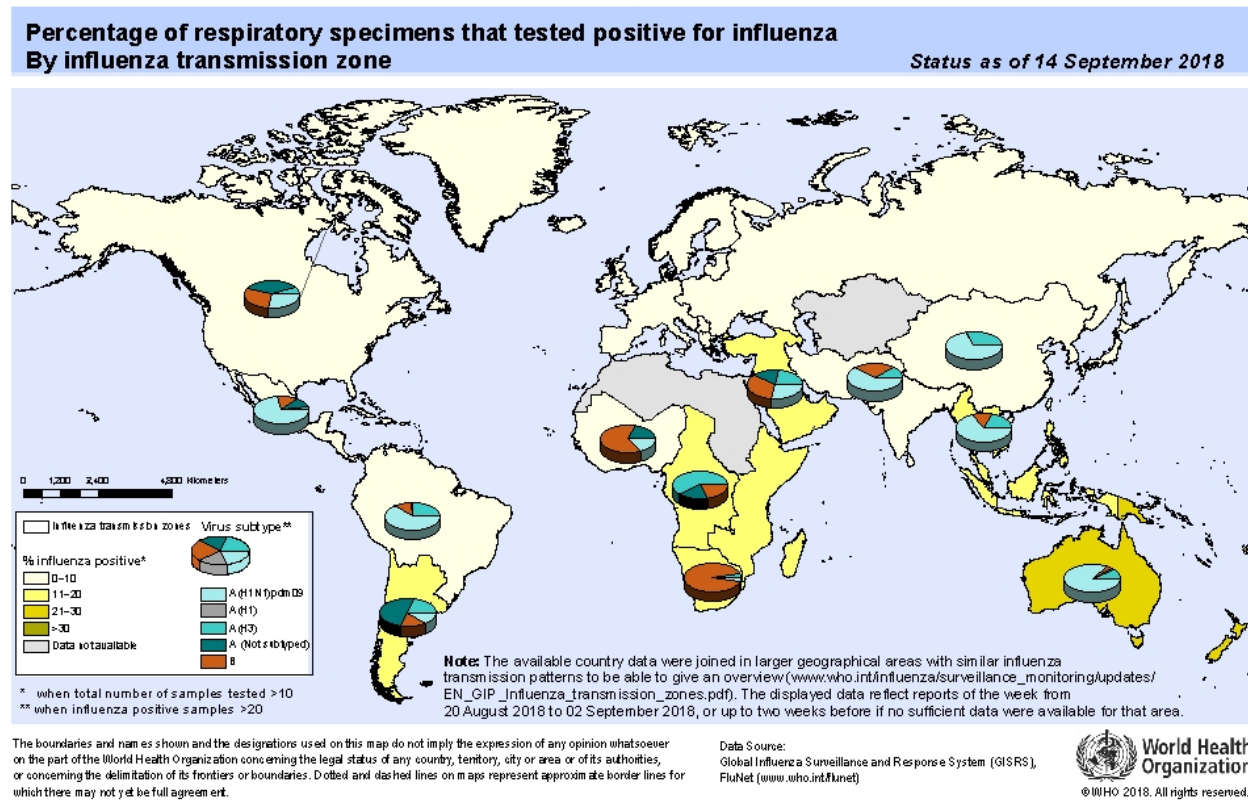 Percentage of respiratory specimens that tested positive for influenza
By influenza transmission zone
Status as of 14 September 2018
0 1,200 2,400 4,800 Kilometers
Influenza transmission zones
% influenza positive*
0-10
11-20
21-30
>30
Data not available
Virus subtype**
A(H1N1)pdm09
A(H1)
A(H3)
A (Not subtyped)
B
* when total number of samples tested >10
** when influenza positive samples >20
Note: The available country data were joined in larger geographical areas with similar influenza
transmission patterns to be able to give an overview (www.who.int/influenza/surveillance_monitoring/updates/
EN_GIP_Influenza_transmission_zones.pdf). The displayed data reflect reports of the week from
20 August 2018 to 02 September 2018, or up to two weeks before if no sufficient data were available for that area.
The boundaries and names shown and the designations used on this map do not imply the expression of any opinion whatsoever
on the part of the World Health Organization concerning the legal status of any country, territory, city or area or of its authorities,
or concerning the delimitation of its frontiers or boundaries. Dotted and dashed lines on maps represent approximate border lines for
which there may not yet be full agreement.
Data Source:
Global Influenza Surveillance and Response System (GISRS),
FluNet (www.who.int/flunet)
World Health
Organization
© WHO 2018. All rights reserved.